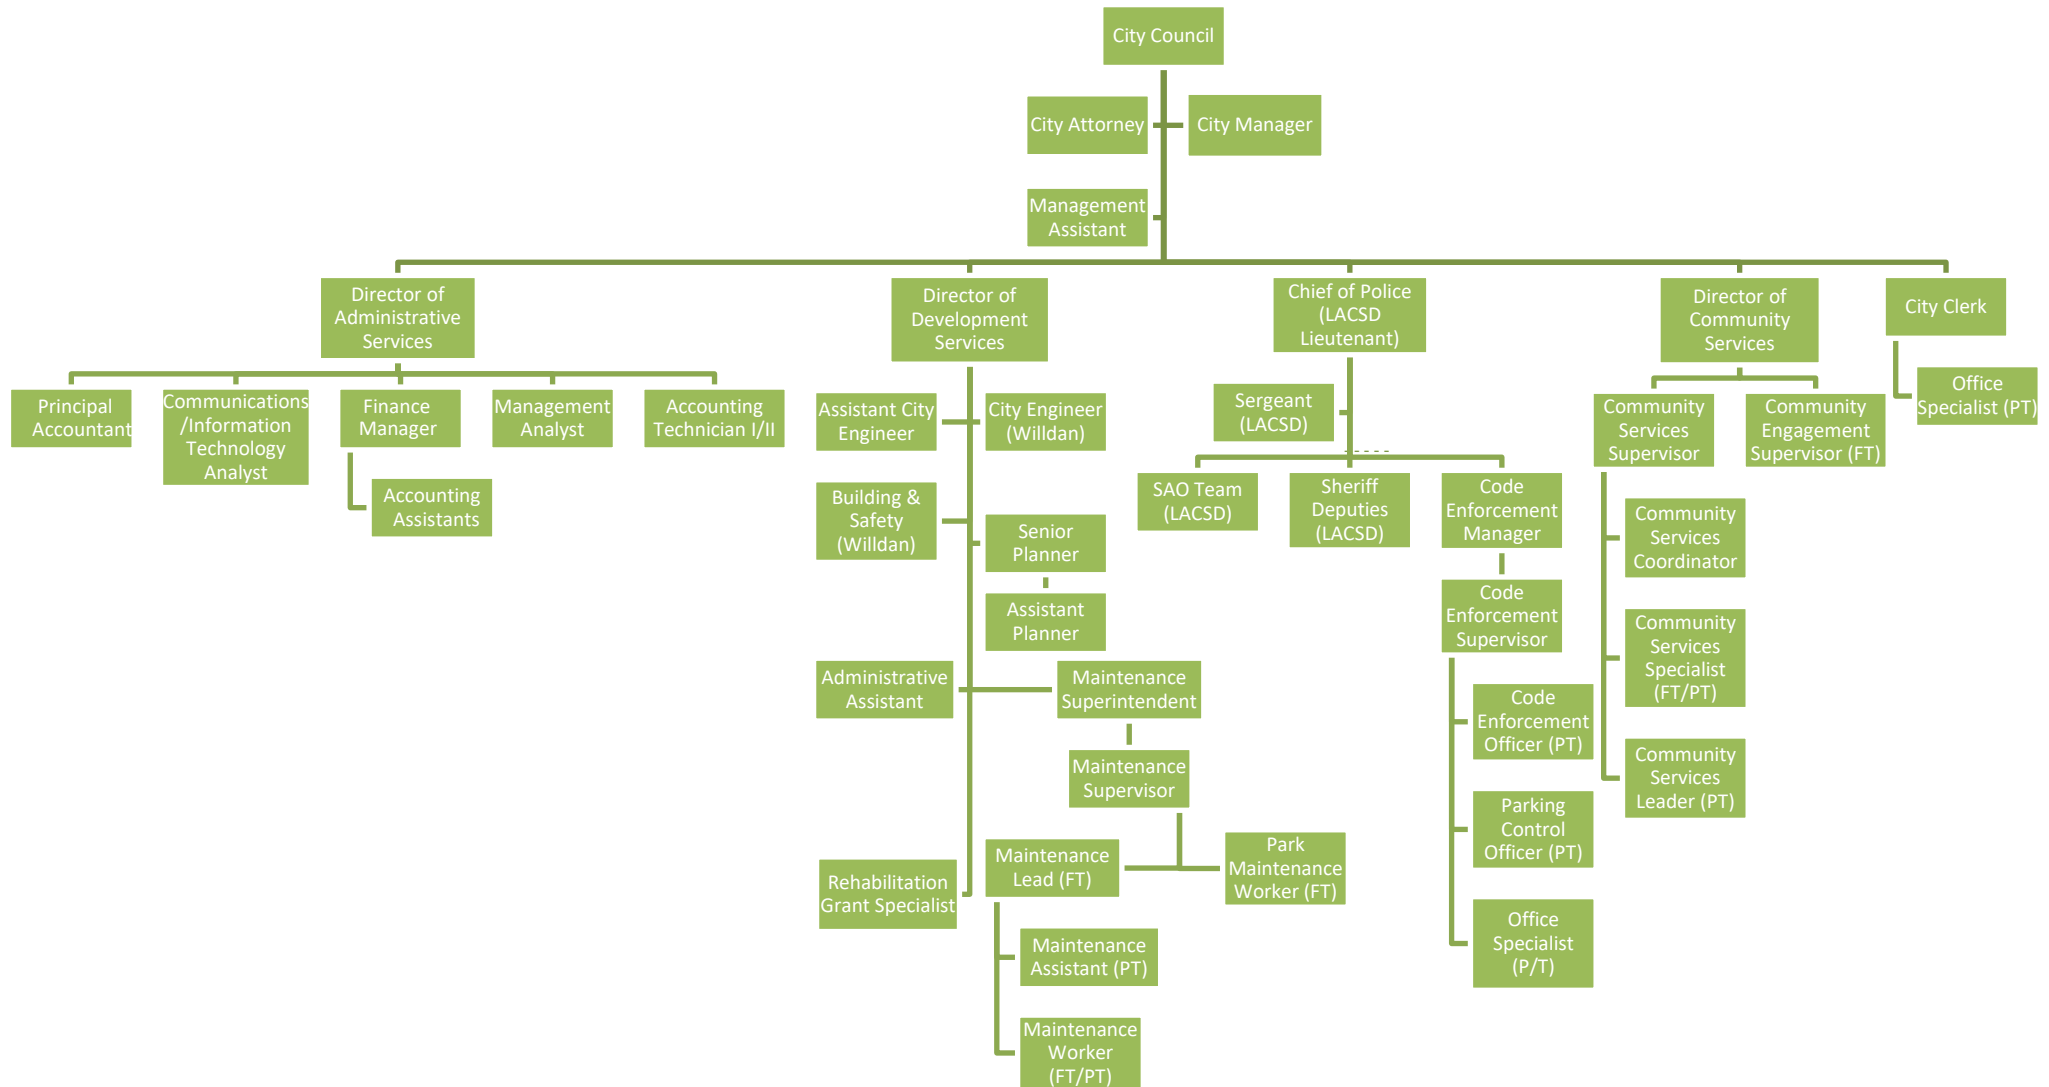 City Council
City Attorney
City Manager
Management
Assistant
Director of
Administrative
Services
Director of
Development
Services
Chief of Police
(LACSD
Lieutenant)
Director of
Community
Services
City Clerk
Principal
Accountant
Communications
/Information
Technology
Analyst
Finance
Manager
Management
Analyst
Accounting
Technician I/II
Accounting
Assistants
Assistant City
Engineer
City Engineer
(Willdan)
Building &
Safety
(Willdan)
Senior
Planner
Assistant
Planner
Administrative
Assistant
Maintenance
Superintendent
Maintenance
Supervisor
Maintenance
Lead (FT)
Park
Maintenance
Worker (FT)
Rehabilitation
Grant Specialist
Maintenance
Assistant (PT)
Maintenance
Worker
(FT/PT)
Sergeant
(LACSD)
SAO Team
(LACSD)
Sheriff
Deputies
(LACSD)
Code
Enforcement
Manager
Code
Enforcement
Supervisor
Code
Enforcement
Officer (PT)
Parking
Control
Officer (PT)
Office
Specialist
(P/T)
Community
Services
Supervisor
Community
Engagement
Supervisor (FT)
Community
Services
Coordinator
Community
Services
Specialist
(FT/PT)
Community
Services
Leader (PT)
Office
Specialist (PT)